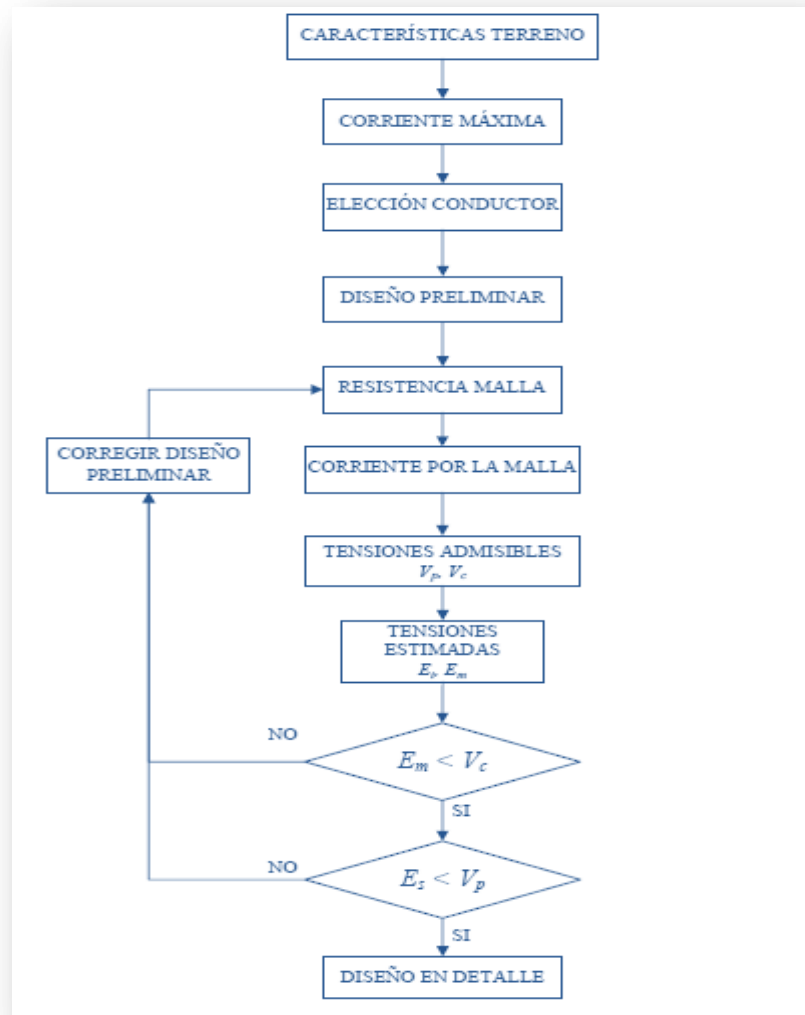 CARACTERÍSTICAS TERRENO
CORRIENTE MÁXIMA
ELECCIÓN CONDUCTOR
DISEÑO PRELIMINAR
RESISTENCIA MALLA
CORREGIR DISEÑO
PRELIMINAR
CORRIENTE POR LA MALLA
TENSIONES ADMISIBLES
Vp, Vc
TENSIONES
ESTIMADAS
Es, Em
NO
Em < Vc
SI
NO
Es < Vp
SI
DISEÑO EN DETALLE